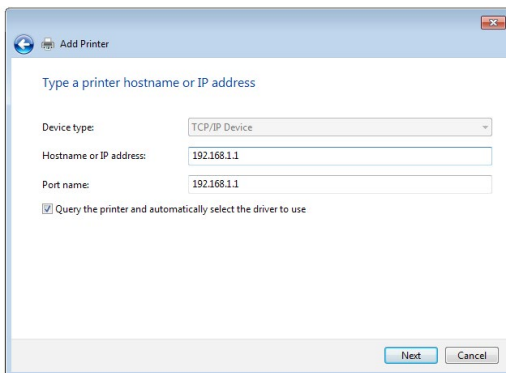 Add Printer
Type a printer hostname or IP address
Device type: TCP/IP Device
Hostname or IP address: 192.168.1.1
Port name: 192.168.1.1
Query the printer and automatically select the driver to use
Next Cancel